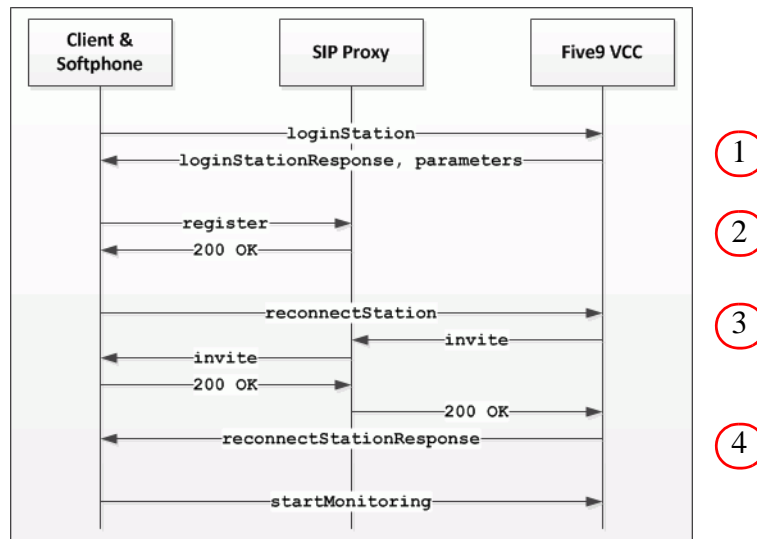 Client &
Softphone
SIP Proxy
Five9 VCC
loginStation
loginStationResponse, parameters
1
register
200 OK
2
reconnectStation
invite
3
invite
200 OK
200 OK
reconnectStationResponse
4
startMonitoring